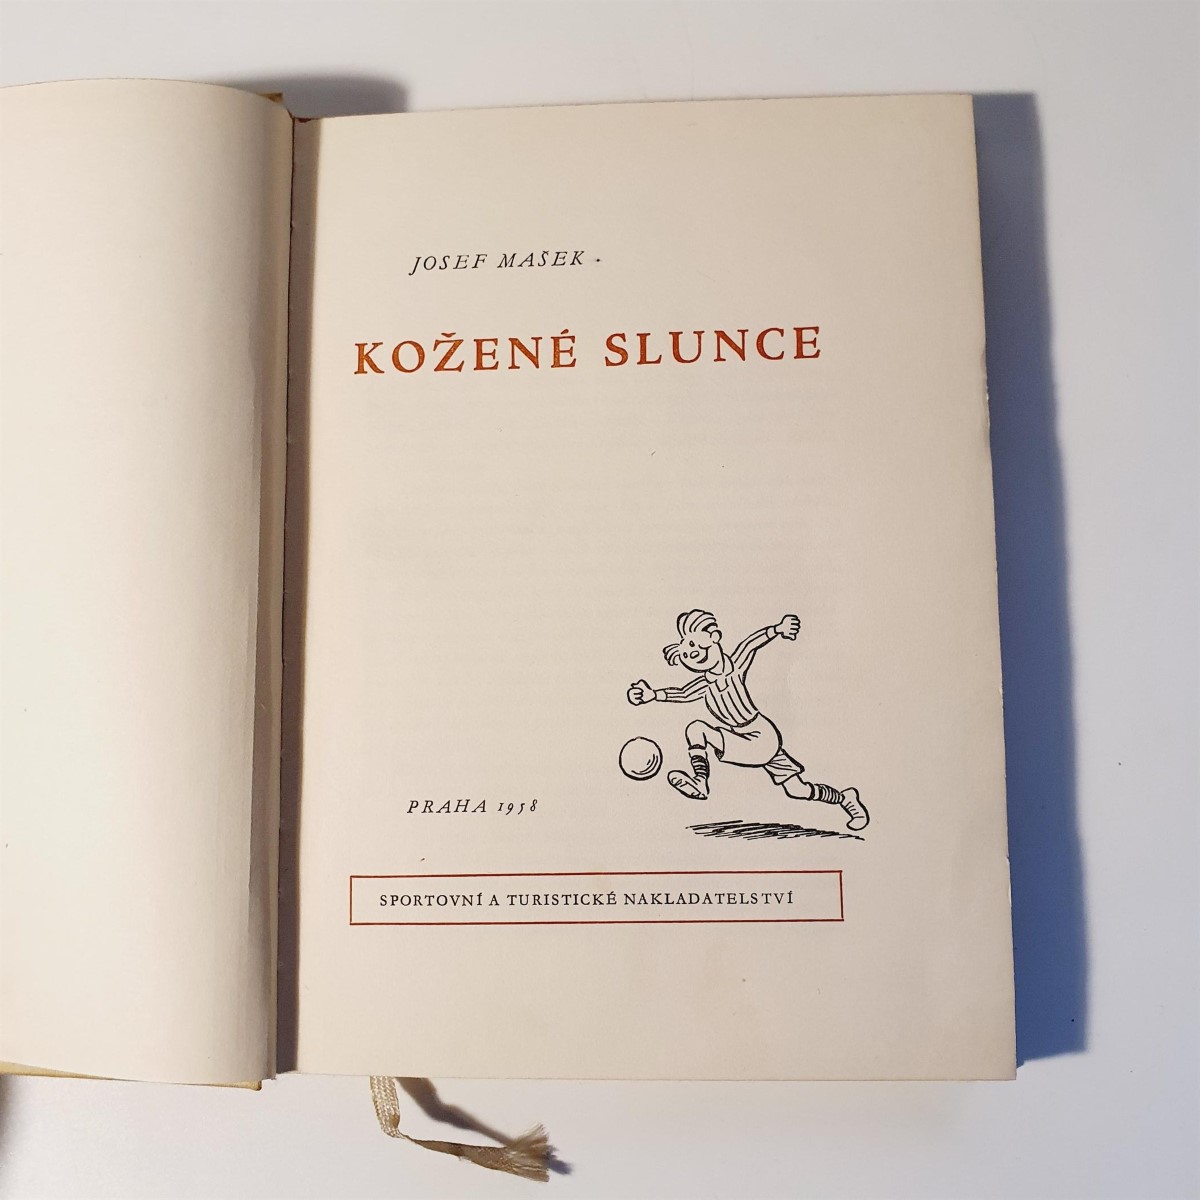 JOSEF MAŠEK
KOŽENÉ SLUNCE
PRAHA 1958
SPORTOVNÍ A TURISTICKÉ NAKLADATELSTVÍ